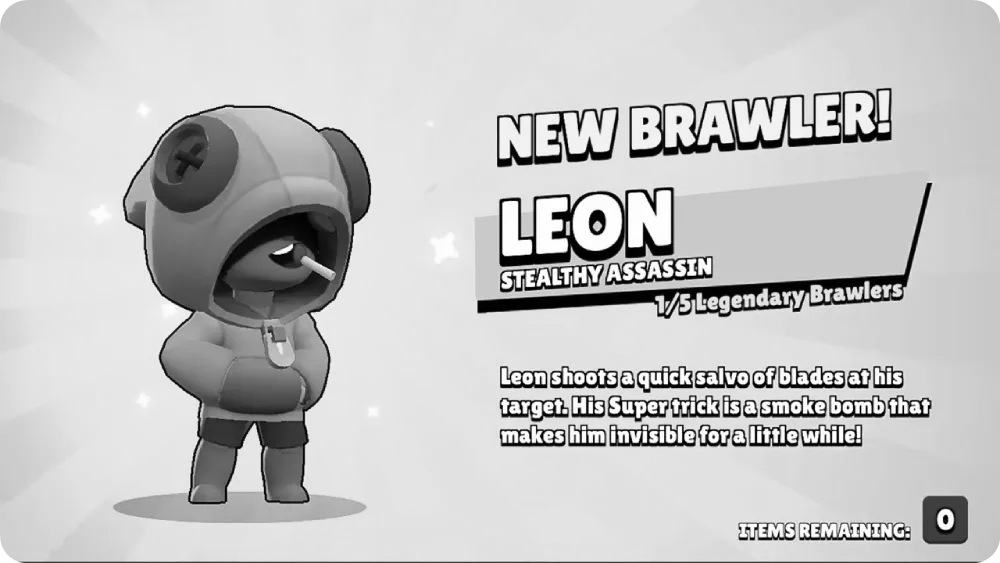 NEW BRAWLER!
LEON
STEALTHY ASSASSIN
1/5 Legendary Brawlers
Leon shoots a quick salvo of blades at his
target. His Super trick is a smoke bomb that
makes him invisible for a little while!
ITEMS REMAINING: 0